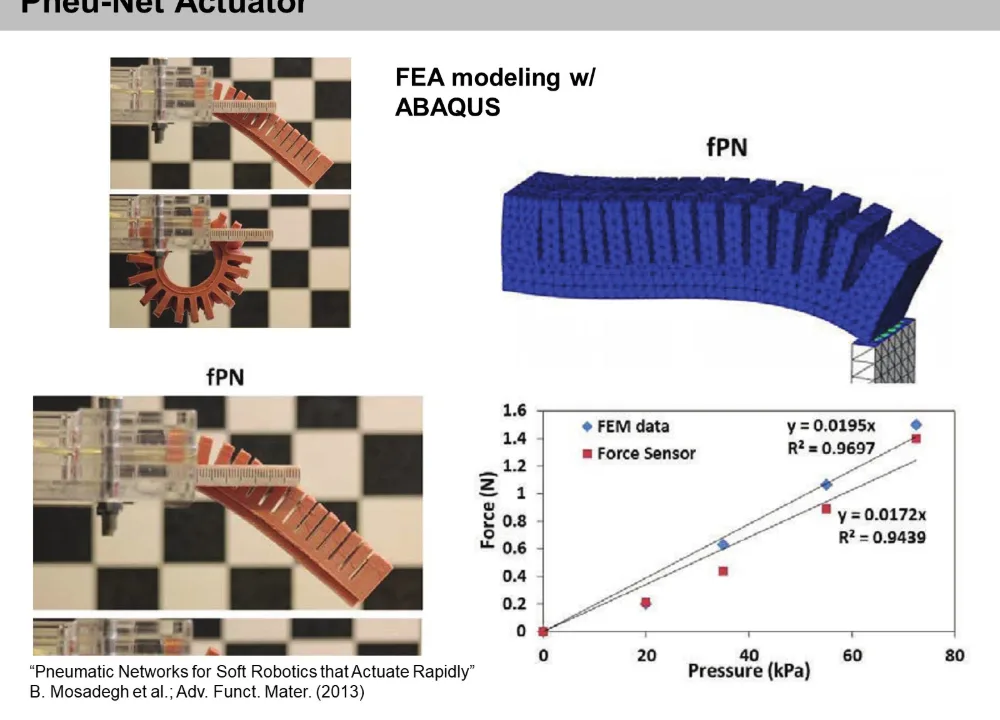 Pneu-Net Actuator
FEA modeling w/
ABAQUS
fPN
fPN
1.6
1.4
1.2
1
0.8
0.6
0.4
0.2
0
Force (N)
FEM data
Force Sensor
y = 0.0195x
R² = 0.9697
y = 0.0172x
R² = 0.9439
0 20 40 60 80
Pressure (kPa)
“Pneumatic Networks for Soft Robotics that Actuate Rapidly”
B. Mosadegh et al.; Adv. Funct. Mater. (2013)